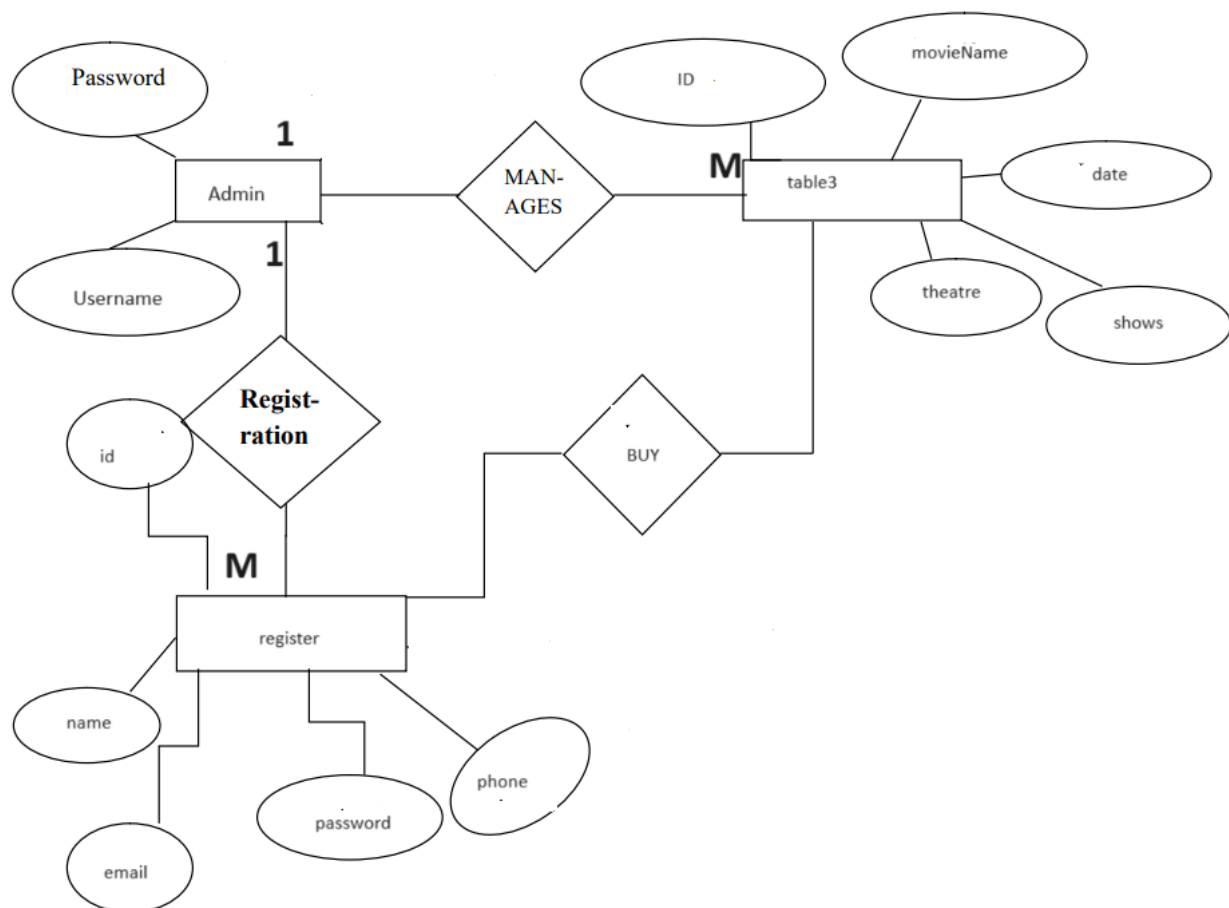 movieName
ID
Password
1
MAN-
AGES
M
table3
date
Admin
1
Username
theatre
shows
Regist-
ration
id
BUY
M
register
name
phone
password
email